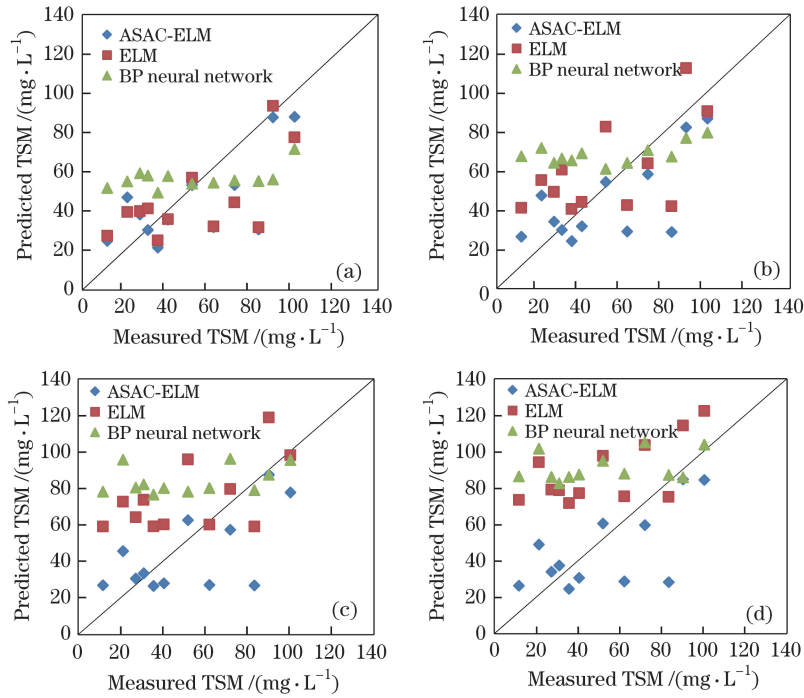 140
120
100
80
60
40
20
0
Predicted TSM /(mg·L⁻¹)
ASAC-ELM
ELM
BP neural network
(a)
0 20 40 60 80 100 120 140
Measured TSM /(mg·L⁻¹)
140
120
100
80
60
40
20
0
Predicted TSM /(mg·L⁻¹)
ASAC-ELM
ELM
BP neural network
(b)
0 20 40 60 80 100 120 140
Measured TSM /(mg·L⁻¹)
140
120
100
80
60
40
20
0
Predicted TSM /(mg·L⁻¹)
ASAC-ELM
ELM
BP neural network
(c)
0 20 40 60 80 100 120 140
Measured TSM /(mg·L⁻¹)
140
120
100
80
60
40
20
0
Predicted TSM /(mg·L⁻¹)
ASAC-ELM
ELM
BP neural network
(d)
0 20 40 60 80 100 120 140
Measured TSM /(mg·L⁻¹)